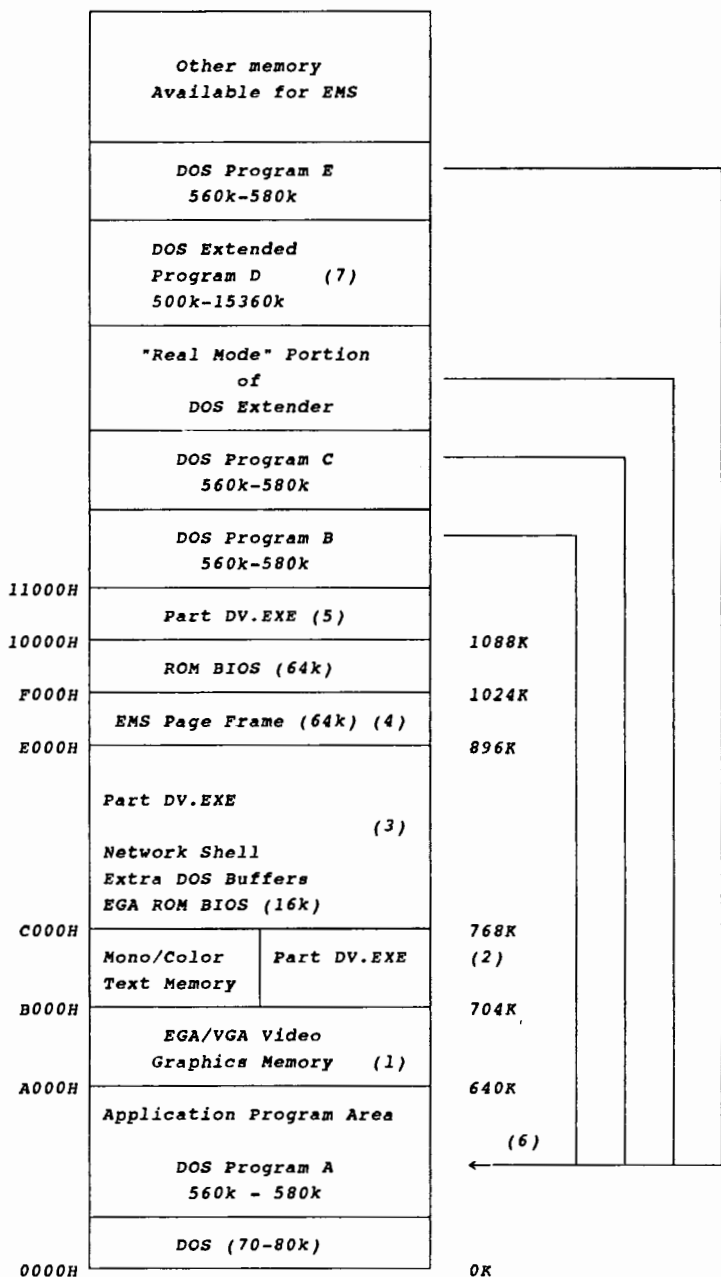 Other memory
Available for EMS
DOS Program E
560k-580k
DOS Extended
Program D (7)
500k-15360k
"Real Mode" Portion
of
DOS Extender
DOS Program C
560k-580k
DOS Program B
560k-580k
11000H
Part DV.EXE (5)
10000H 1088K
ROM BIOS (64k)
F000H 1024K
EMS Page Frame (64k) (4)
E000H 896K
Part DV.EXE
(3)
Network Shell
Extra DOS Buffers
EGA ROM BIOS (16k)
C000H 768K
Mono/Color Part DV.EXE (2)
Text Memory
B000H 704K
EGA/VGA Video
Graphics Memory (1)
A000H 640K
Application Program Area
(6)
DOS Program A
560k - 580k
DOS (70-80k)
0000H 0K